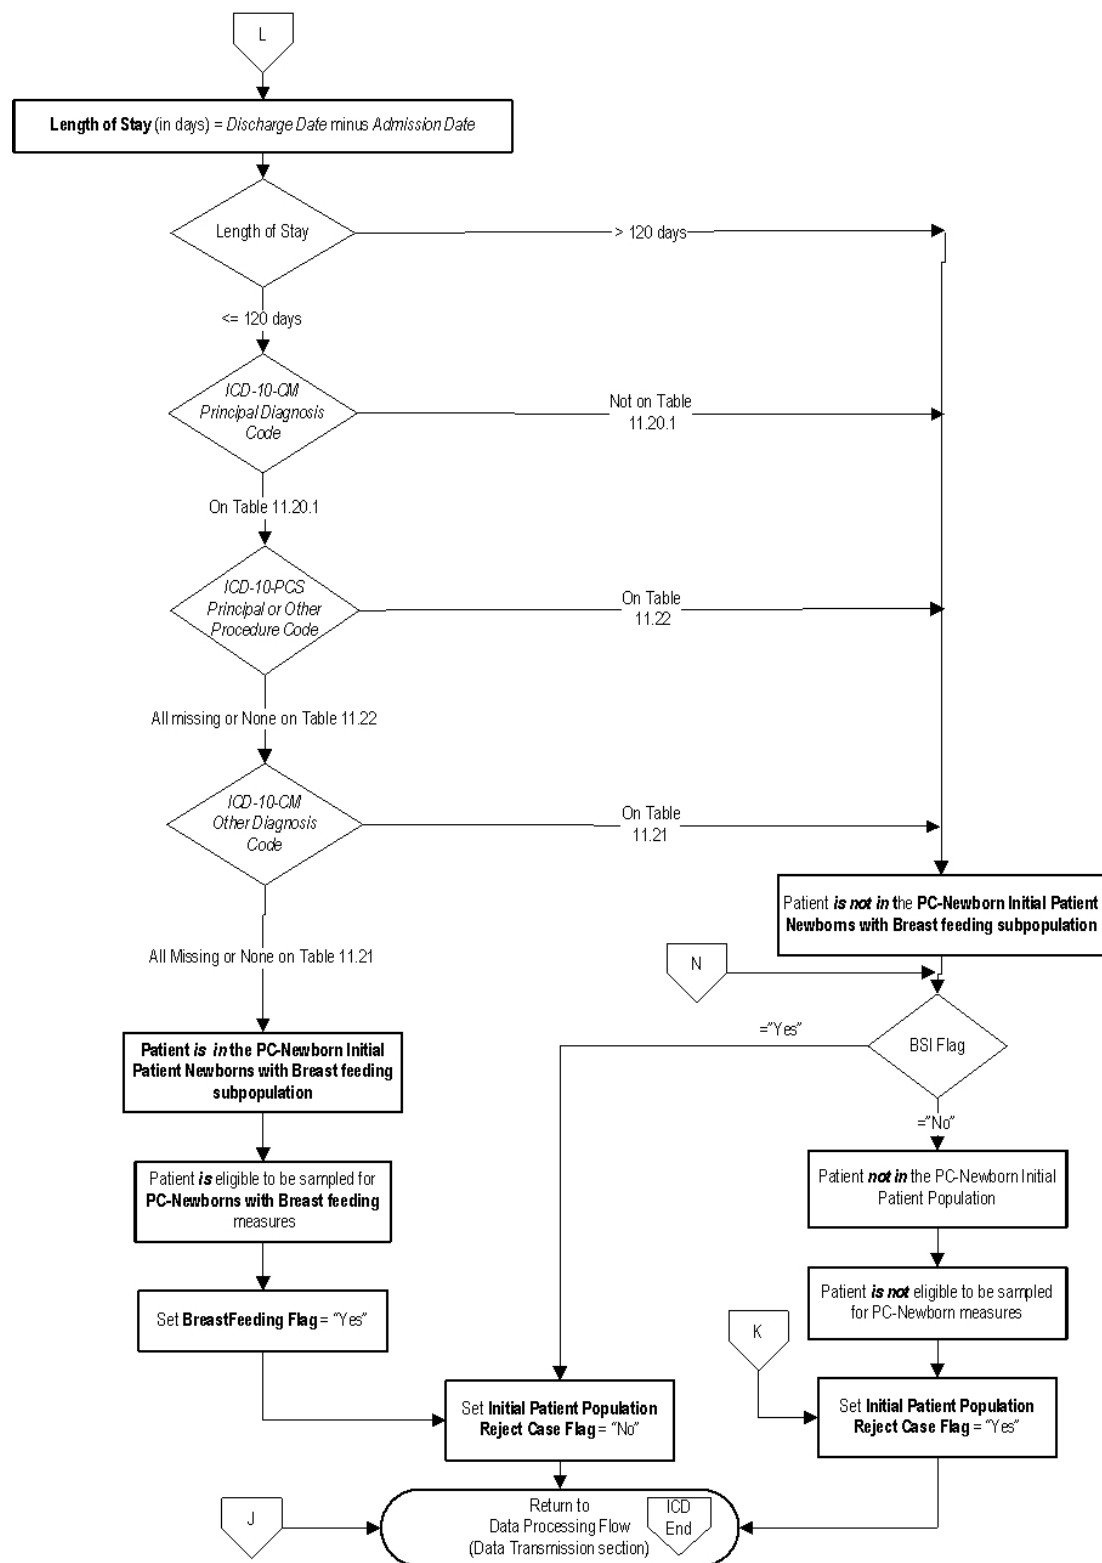 L
Length of Stay (in days) = Discharge Date minus Admission Date
Length of Stay
> 120 days
<= 120 days
ICD-10-CM
Principal Diagnosis
Code
Not on Table
11.20.1
On Table 11.20.1
ICD-10-PCS
Principal or Other
Procedure Code
On Table
11.22
All missing or None on Table 11.22
ICD-10-CM
Other Diagnosis
Code
On Table
11.21
Patient is not in the PC-Newborn Initial Patient
Newborns with Breast feeding subpopulation
All Missing or None on Table 11.21
N
="Yes"
BSI Flag
Patient is in the PC-Newborn Initial
Patient Newborns with Breast feeding
subpopulation
="No"
Patient not in the PC-Newborn Initial
Patient Population
Patient is eligible to be sampled for
PC-Newborns with Breast feeding
measures
Patient is not eligible to be sampled
for PC-Newborn measures
Set BreastFeeding Flag = "Yes"
K
Set Initial Patient Population
Reject Case Flag = "No"
Set Initial Patient Population
Reject Case Flag = "Yes"
J
Return to
Data Processing Flow
(Data Transmission section)
ICD
End